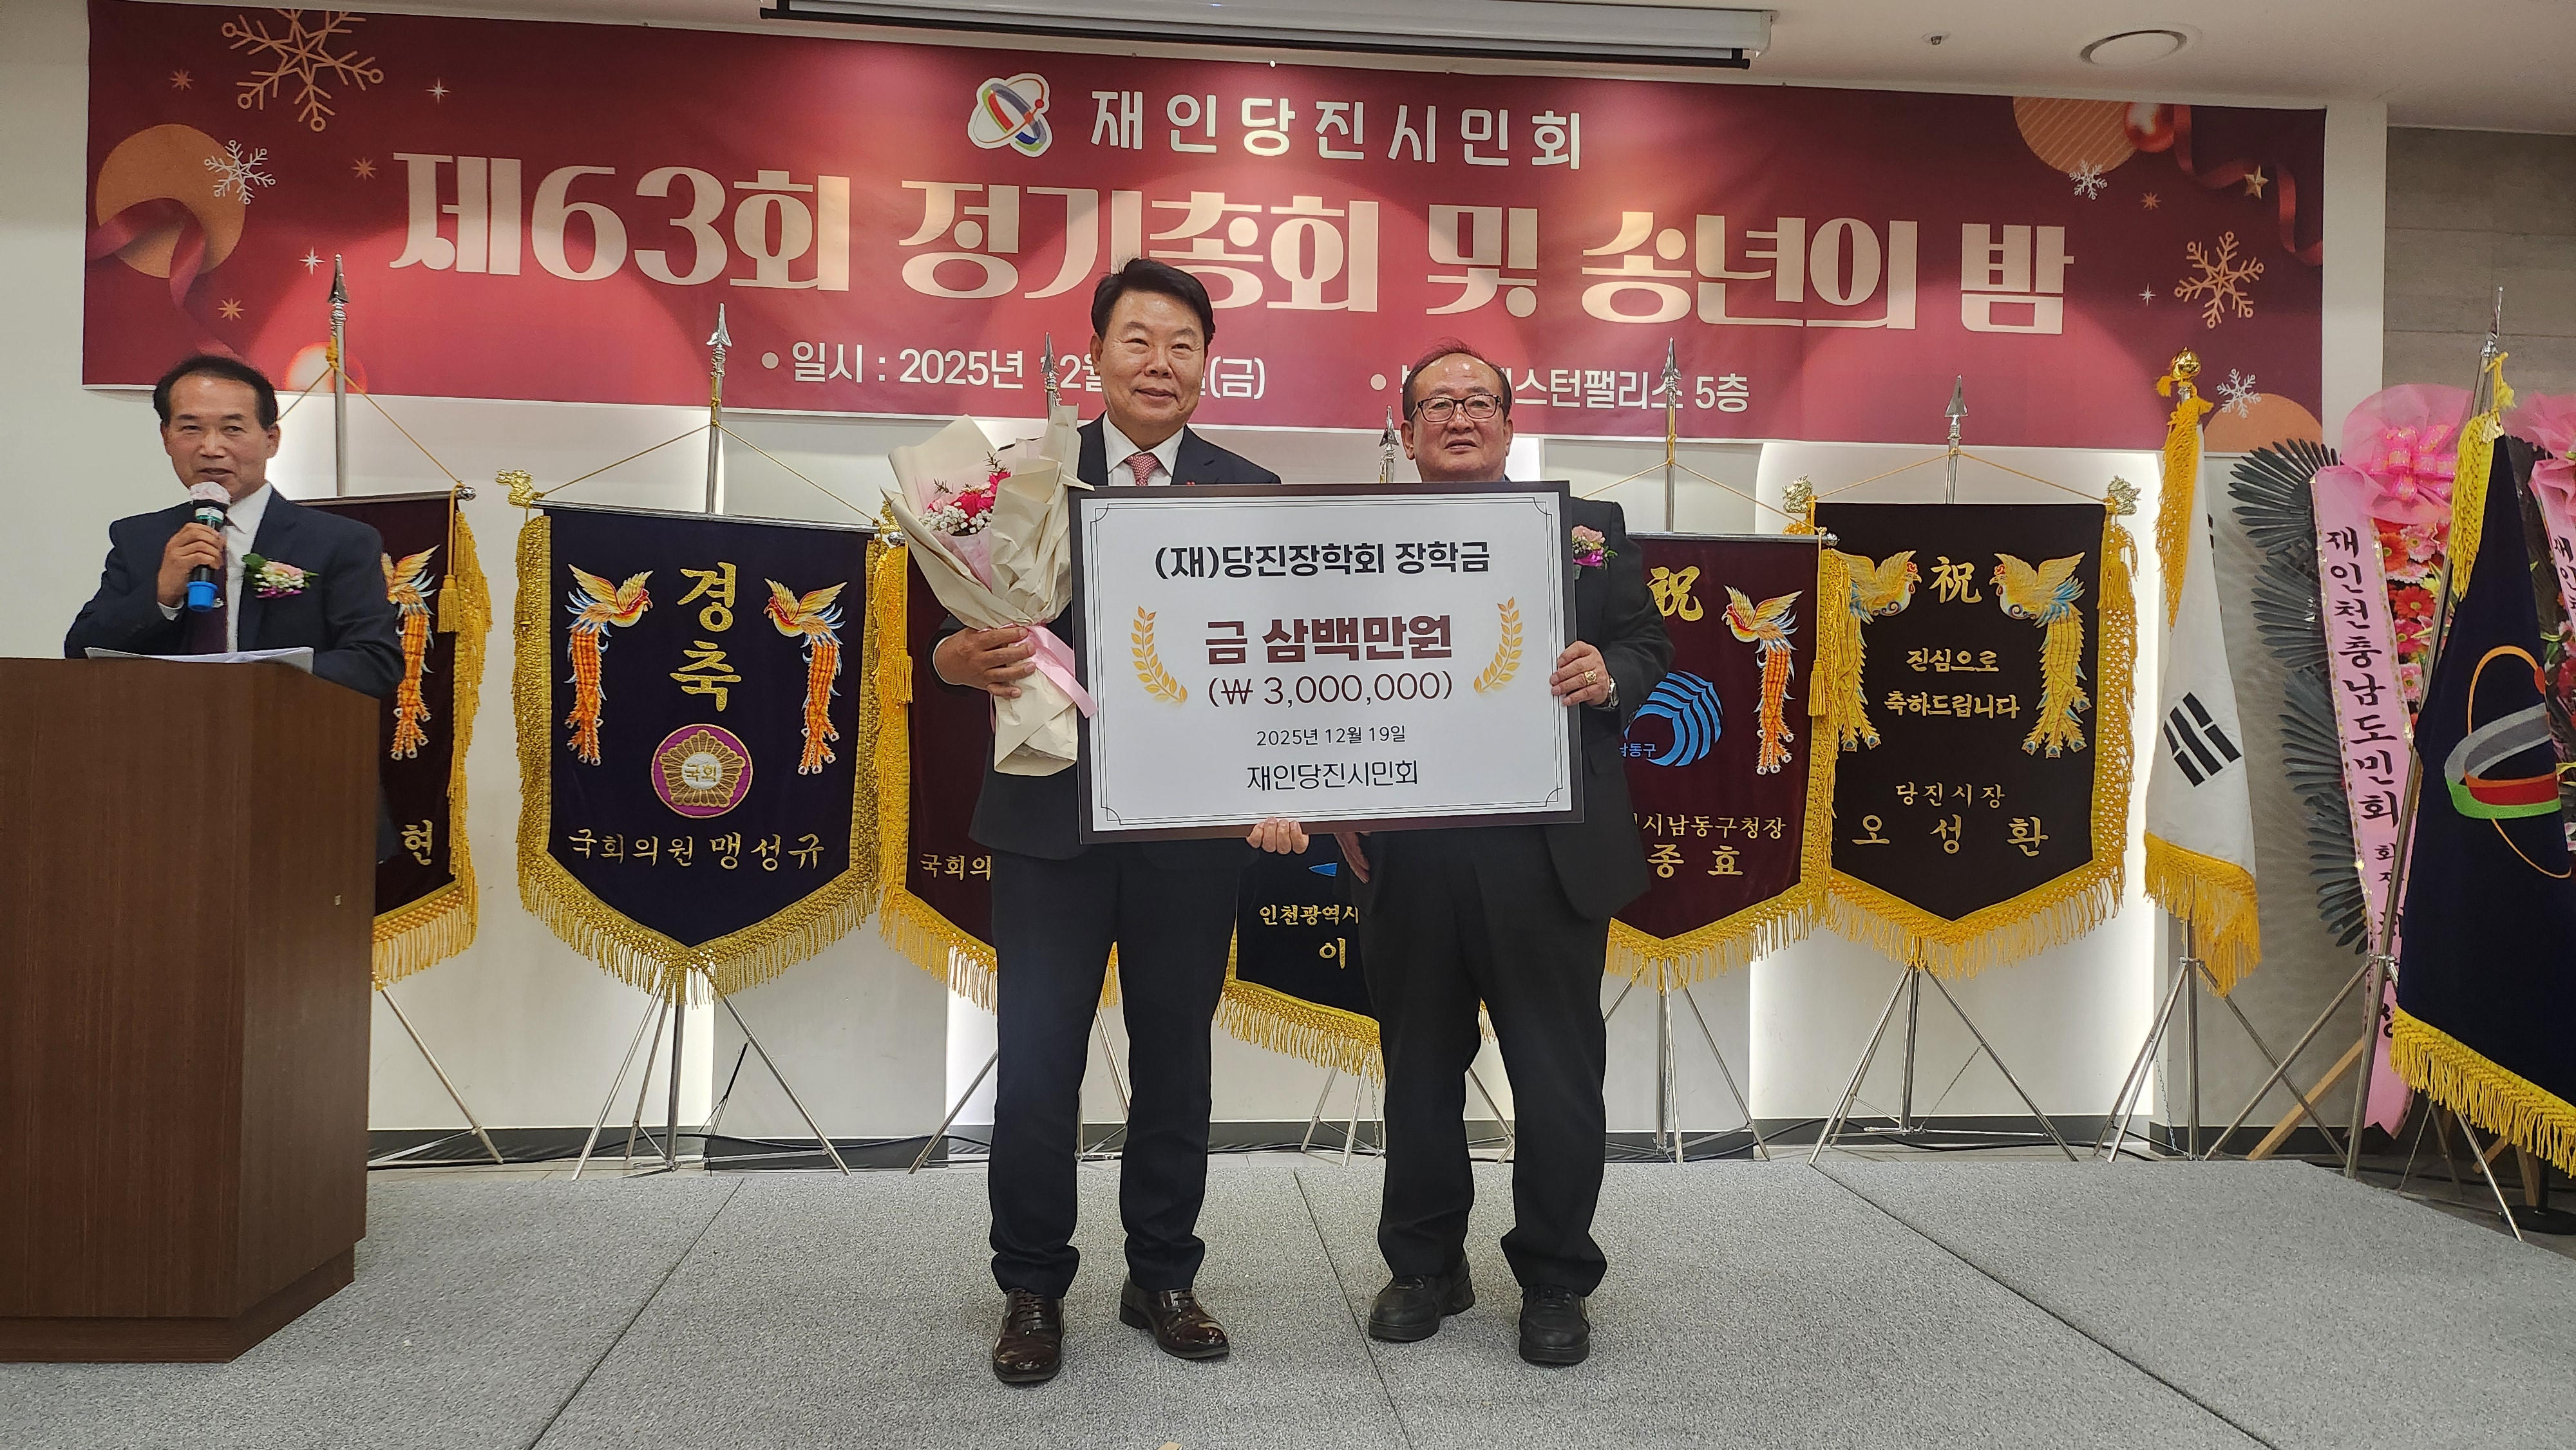 재인당진시민회
제63회 정기총회 및 송년의 밤
• 일시 : 2025년 12월 (금)
스턴팰리스 5층
(재)당진장학회 장학금
금 삼백만원
(₩ 3,000,000)
2025년 12월 19일
재인당진시민회
현
경축
국회
국회의원 맹성규
국회의
인천광역시
이
祝
남동구
시남동구청장
종효
祝
진심으로
축하드립니다
당진시장
오성환
재인천충남도민회